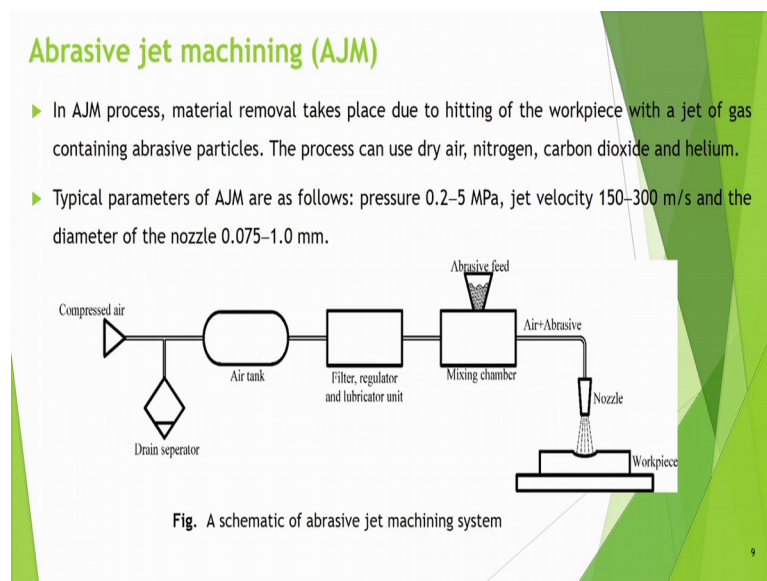 Abrasive jet machining (AJM)
In AJM process, material removal takes place due to hitting of the workpiece with a jet of gas
containing abrasive particles. The process can use dry air, nitrogen, carbon dioxide and helium.
Typical parameters of AJM are as follows: pressure 0.2–5 MPa, jet velocity 150–300 m/s and the
diameter of the nozzle 0.075–1.0 mm.
Abrasive feed
Compressed air
Air+Abrasive
Air tank
Filter, regulator
and lubricator unit
Mixing chamber
Nozzle
Drain seperator
Workpiece
Fig. A schematic of abrasive jet machining system
9